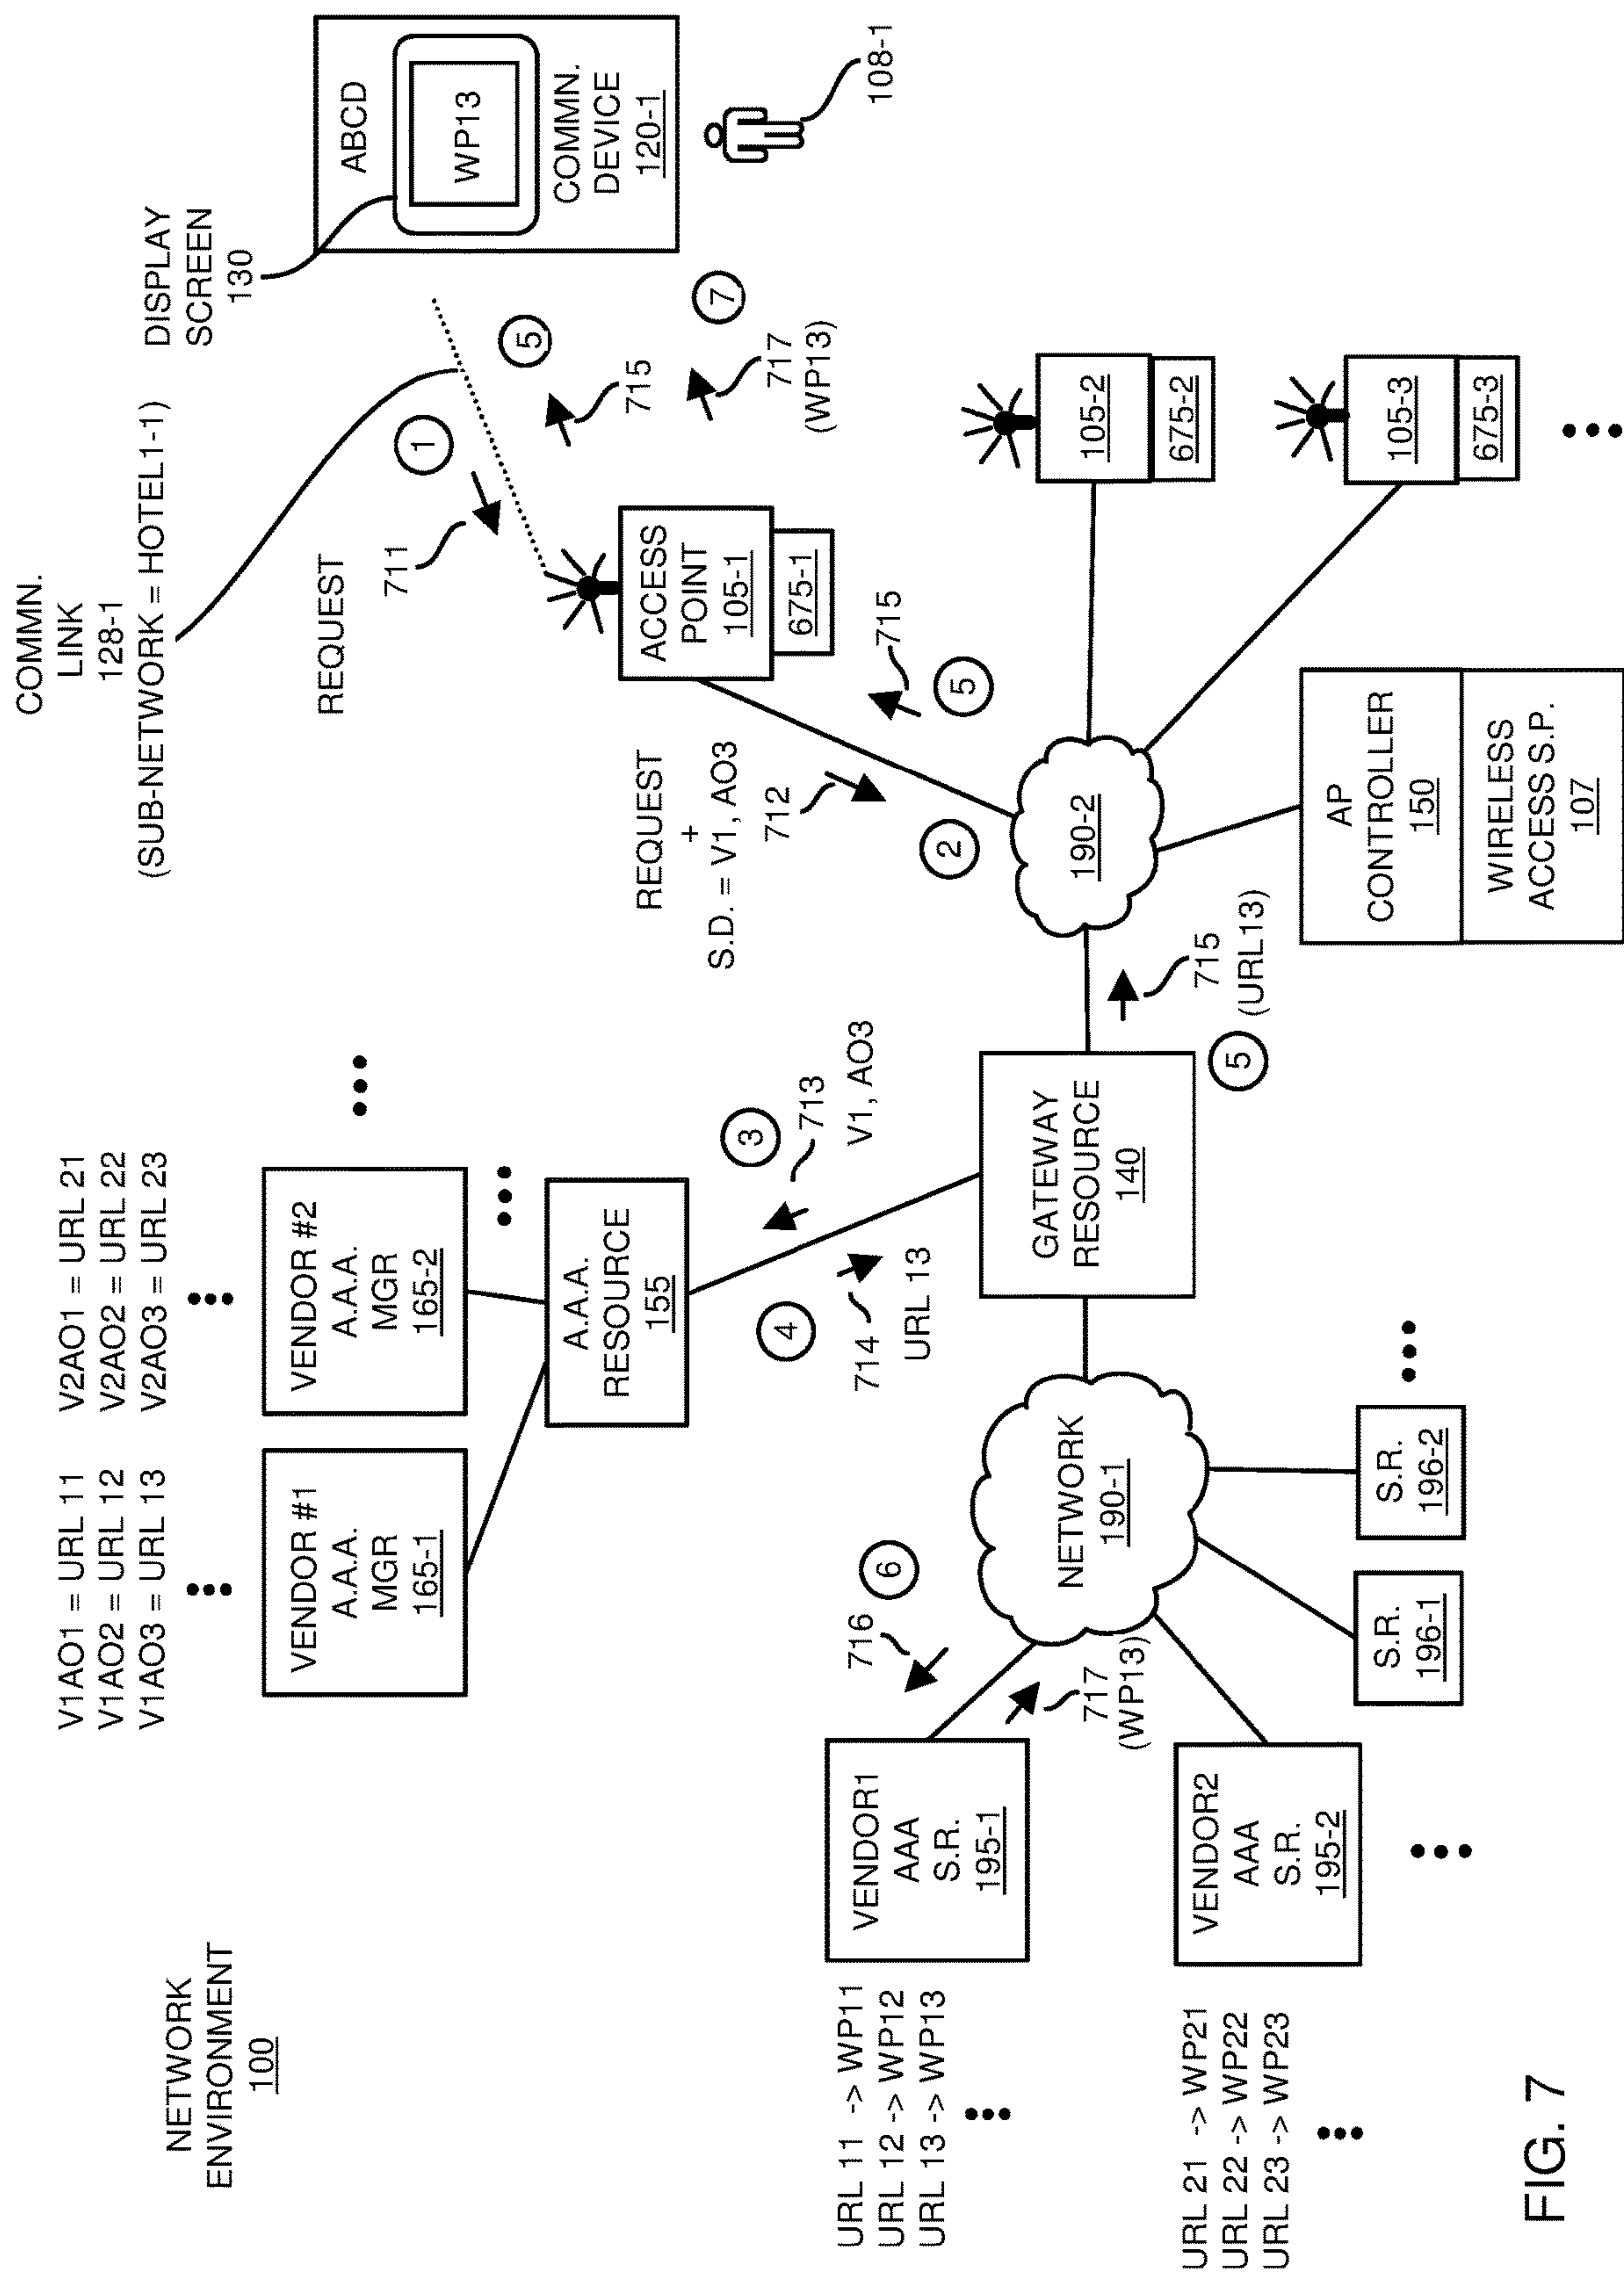 NETWORK
ENVIRONMENT
100
V1AO1 = URL 11
V1AO2 = URL 12
V1AO3 = URL 13
V2AO1 = URL 21
V2AO2 = URL 22
V2AO3 = URL 23
VENDOR #1
A.A.A.
MGR
165-1
VENDOR #2
A.A.A.
MGR
165-2
A.A.A.
RESOURCE
155
COMMN.
LINK
128-1
(SUB-NETWORK = HOTEL1-1)
DISPLAY
SCREEN
130
ABCD
WP13
COMMN.
DEVICE
120-1
108-1
REQUEST
711
1
5
715
7
717
(WP13)
ACCESS
POINT
105-1
675-1
REQUEST
+
S.D. = V1, AO3
712
2
715
5
3
713
V1, AO3
4
714
URL 13
GATEWAY
RESOURCE
140
5
715
(URL13)
190-2
105-2
675-2
105-3
675-3
AP
CONTROLLER
150
WIRELESS
ACCESS S.P.
107
NETWORK
190-1
6
716
717
(WP13)
VENDOR1
AAA
S.R.
195-1
URL 11 -> WP11
URL 12 -> WP12
URL 13 -> WP13
VENDOR2
AAA
S.R.
195-2
URL 21 -> WP21
URL 22 -> WP22
URL 23 -> WP23
S.R.
196-1
S.R.
196-2
FIG. 7